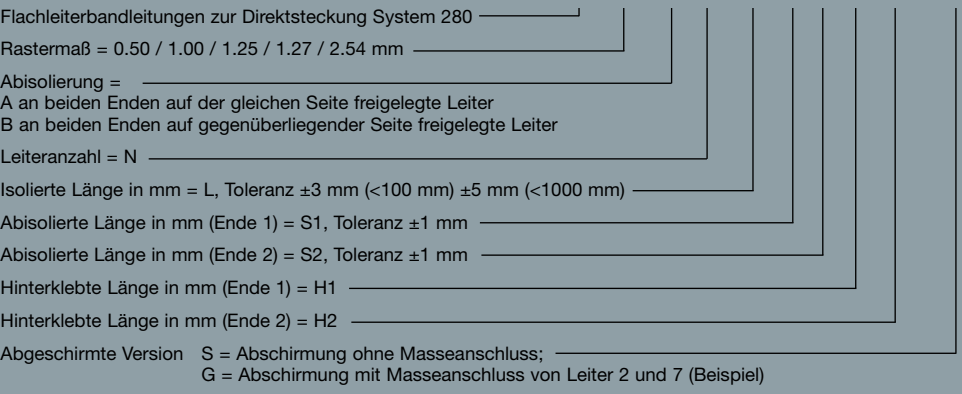 Flachleiterbandleitungen zur Direktsteckung System 280
Rastermaß = 0.50 / 1.00 / 1.25 / 1.27 / 2.54 mm
Abisolierung =
A an beiden Enden auf der gleichen Seite freigelegte Leiter
B an beiden Enden auf gegenüberliegender Seite freigelegte Leiter
Leiteranzahl = N
Isolierte Länge in mm = L, Toleranz ±3 mm (<100 mm) ±5 mm (<1000 mm)
Abisolierte Länge in mm (Ende 1) = S1, Toleranz ±1 mm
Abisolierte Länge in mm (Ende 2) = S2, Toleranz ±1 mm
Hinterklebte Länge in mm (Ende 1) = H1
Hinterklebte Länge in mm (Ende 2) = H2
Abgeschirmte Version S = Abschirmung ohne Masseanschluss;
G = Abschirmung mit Masseanschluss von Leiter 2 und 7 (Beispiel)